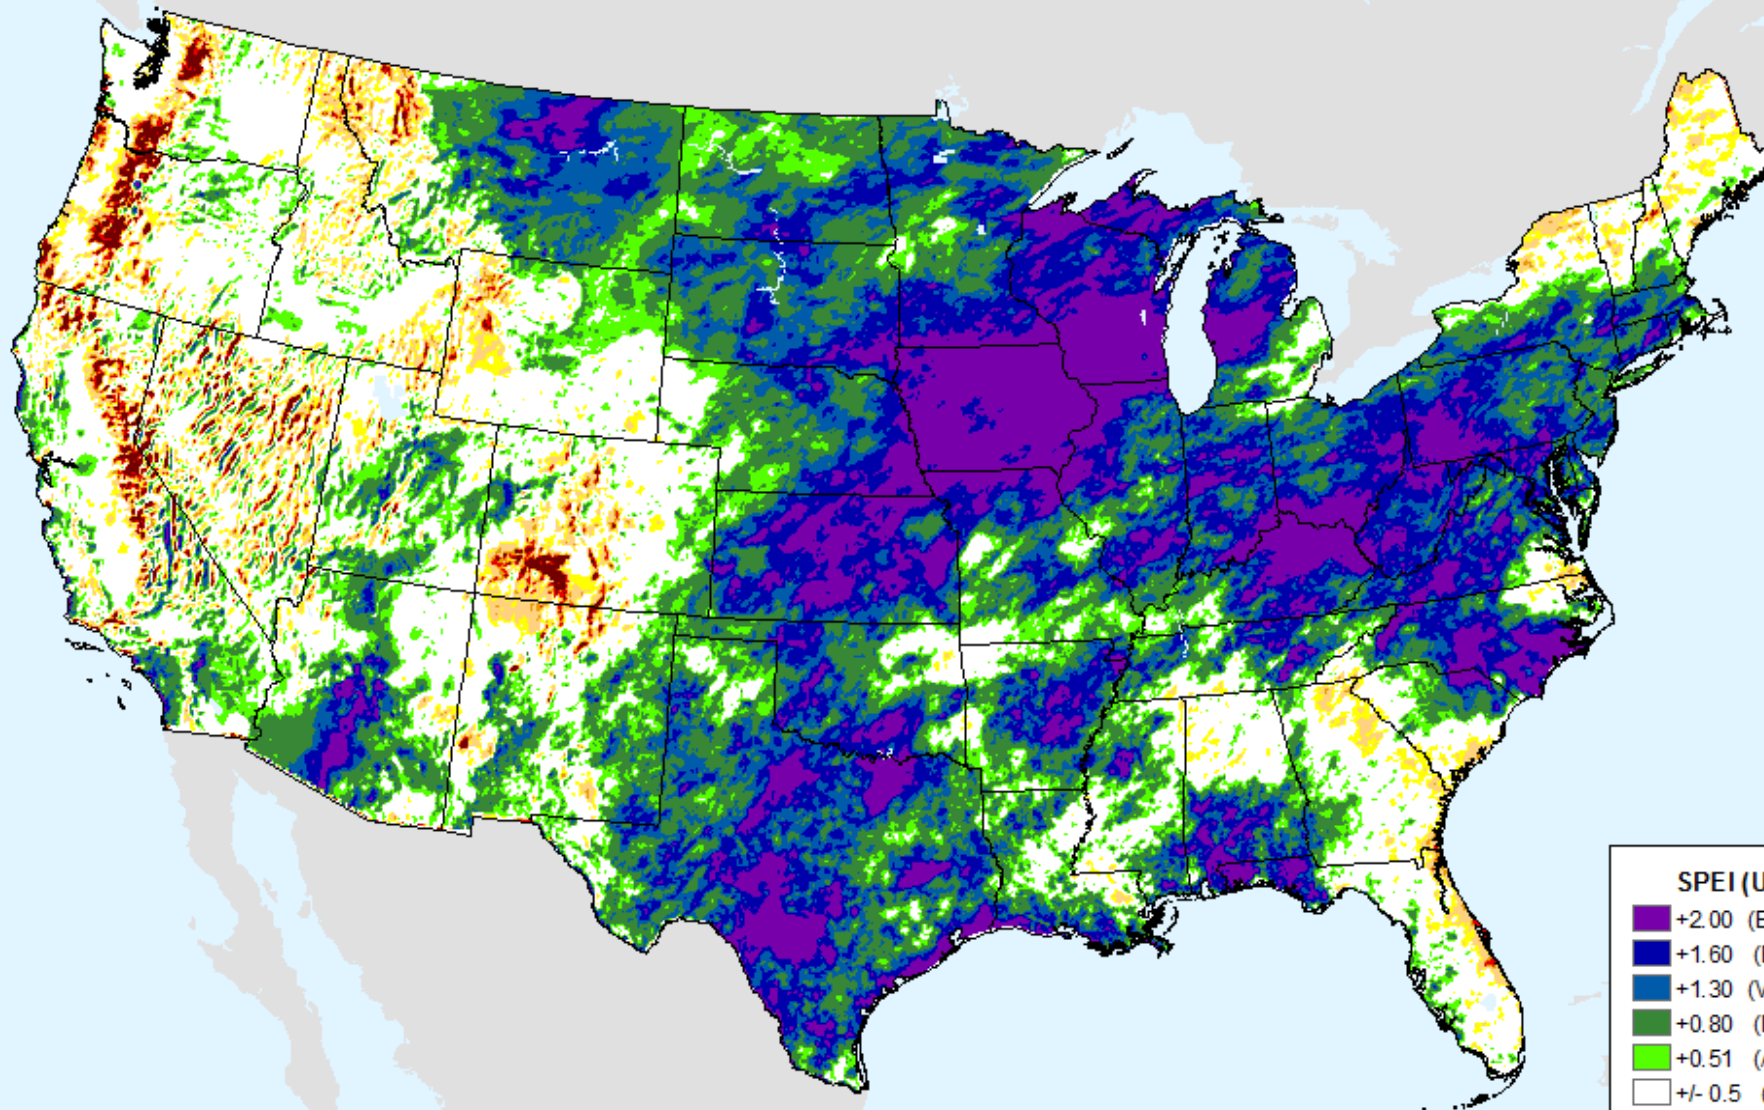 SPEI (U
+2.00 (E
+1.60 (
+1.30 (V
+0.80 (
+0.51 (
+/- 0.5 (